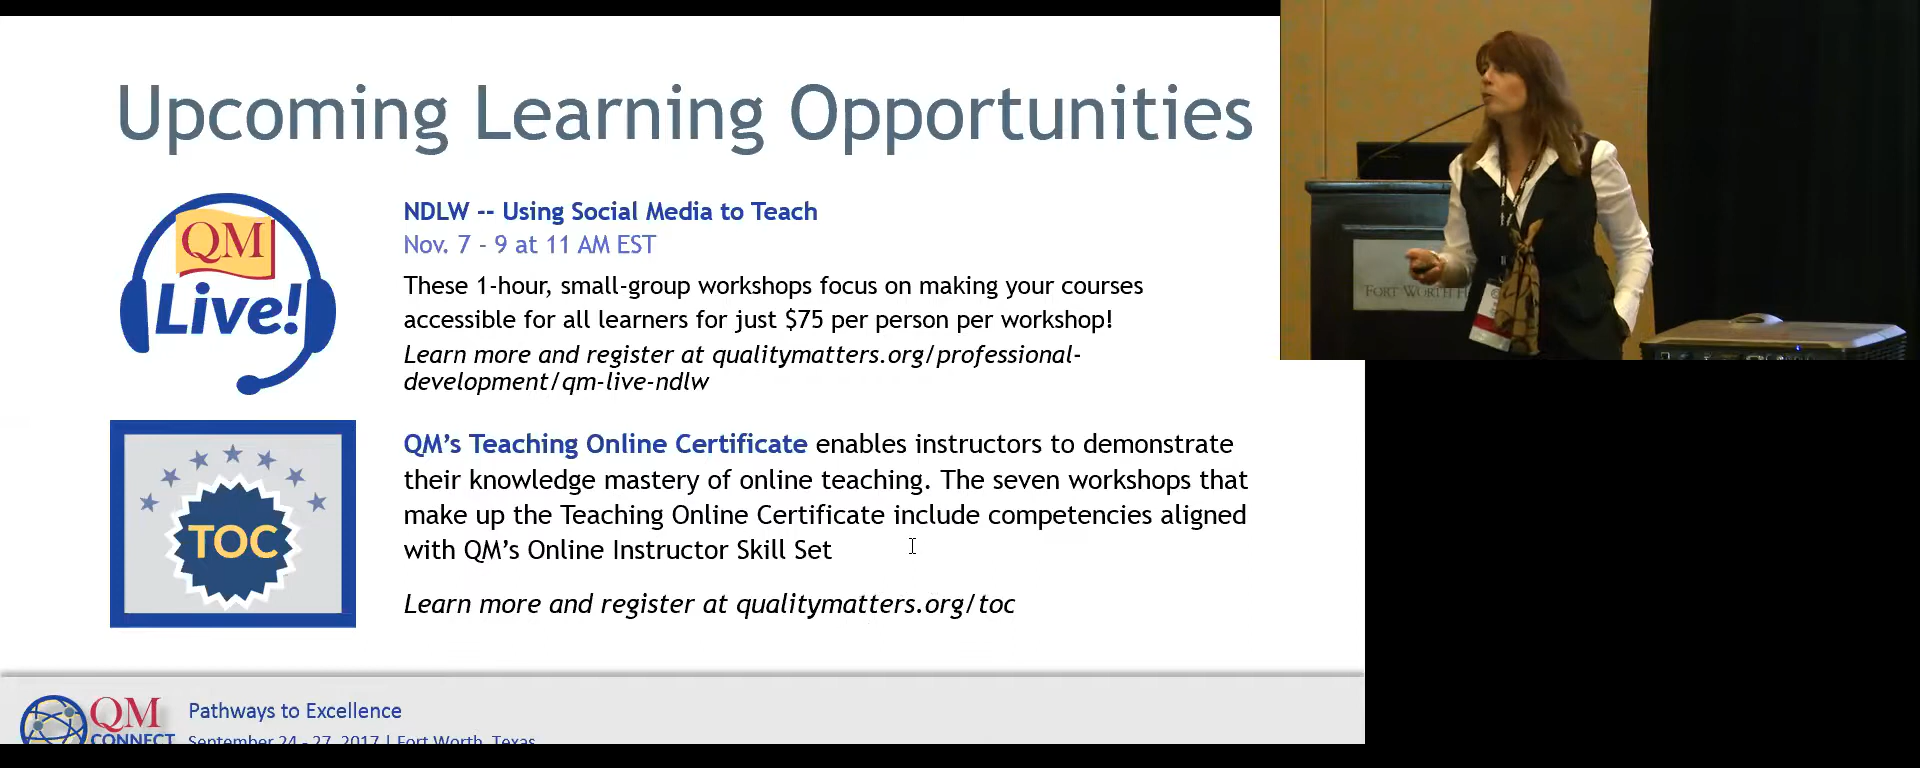 Upcoming Learning Opportunities
QM
Live!
NDLW -- Using Social Media to Teach
Nov. 7 - 9 at 11 AM EST
These 1-hour, small-group workshops focus on making your courses
accessible for all learners for just $75 per person per workshop!
Learn more and register at qualitymatters.org/professional-
development/qm-live-ndlw
TOC
QM's Teaching Online Certificate enables instructors to demonstrate
their knowledge mastery of online teaching. The seven workshops that
make up the Teaching Online Certificate include competencies aligned
with QM's Online Instructor Skill Set
Learn more and register at qualitymatters.org/toc
QM
CONNECT
Pathways to Excellence
September 24 - 27, 2017 | Fort Worth, Texas
FORT WORTH